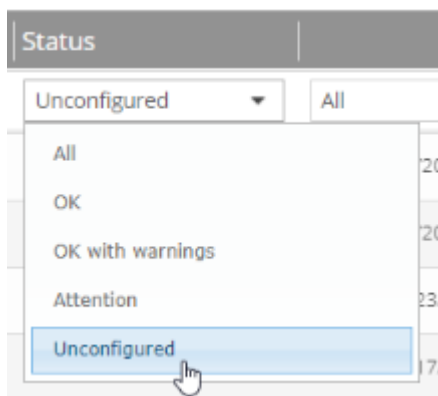 Status
Unconfigured
All
All
OK
OK with warnings
Attention
Unconfigured